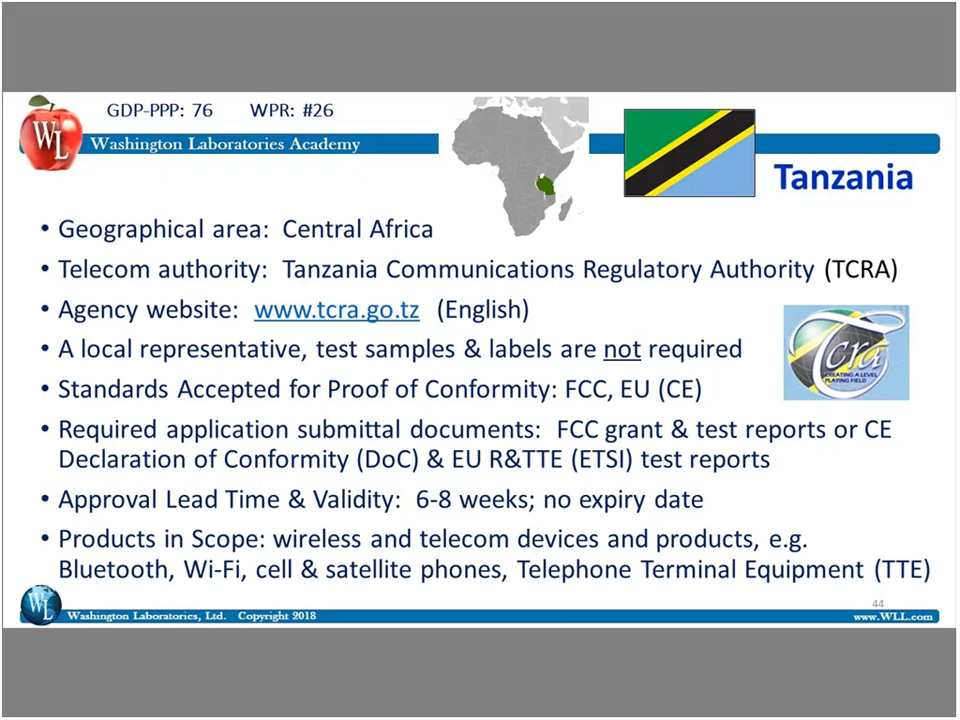 GDP-PPP: 76 WPR: #26
WL
Washington Laboratories Academy
Tanzania
• Geographical area: Central Africa
• Telecom authority: Tanzania Communications Regulatory Authority (TCRA)
• Agency website: www.tcra.go.tz (English)
• A local representative, test samples & labels are not required
tcra
CREATING A LEVEL
PLAYING FIELD
• Standards Accepted for Proof of Conformity: FCC, EU (CE)
• Required application submittal documents: FCC grant & test reports or CE
Declaration of Conformity (DoC) & EU R&TTE (ETSI) test reports
• Approval Lead Time & Validity: 6-8 weeks; no expiry date
• Products in Scope: wireless and telecom devices and products, e.g.
Bluetooth, Wi-Fi, cell & satellite phones, Telephone Terminal Equipment (TTE)
44
WL
Washington Laboratories, Ltd. Copyright 2018
www.WLL.com